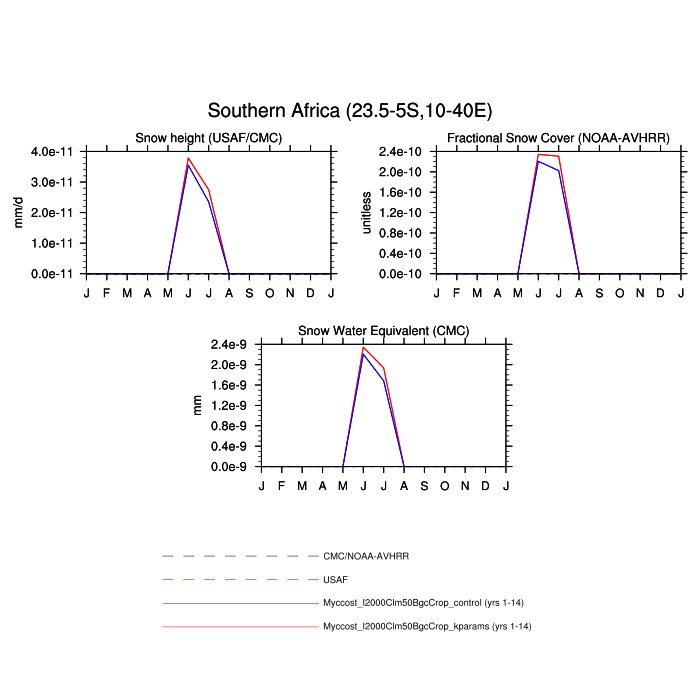 Southern Africa (23.5-5S,10-40E)
Snow height (USAF/CMC)
mm/d
4.0e-11
3.0e-11
2.0e-11
1.0e-11
0.0e-11
J F M A M J J A S O N D J
Fractional Snow Cover (NOAA-AVHRR)
unitless
2.4e-10
2.0e-10
1.6e-10
1.2e-10
0.8e-10
0.4e-10
0.0e-10
J F M A M J J A S O N D J
Snow Water Equivalent (CMC)
mm
2.4e-9
2.0e-9
1.6e-9
1.2e-9
0.8e-9
0.4e-9
0.0e-9
J F M A M J J A S O N D J
CMC/NOAA-AVHRR
USAF
Myccost_I2000Clm50BgcCrop_control (yrs 1-14)
Myccost_I2000Clm50BgcCrop_kparams (yrs 1-14)